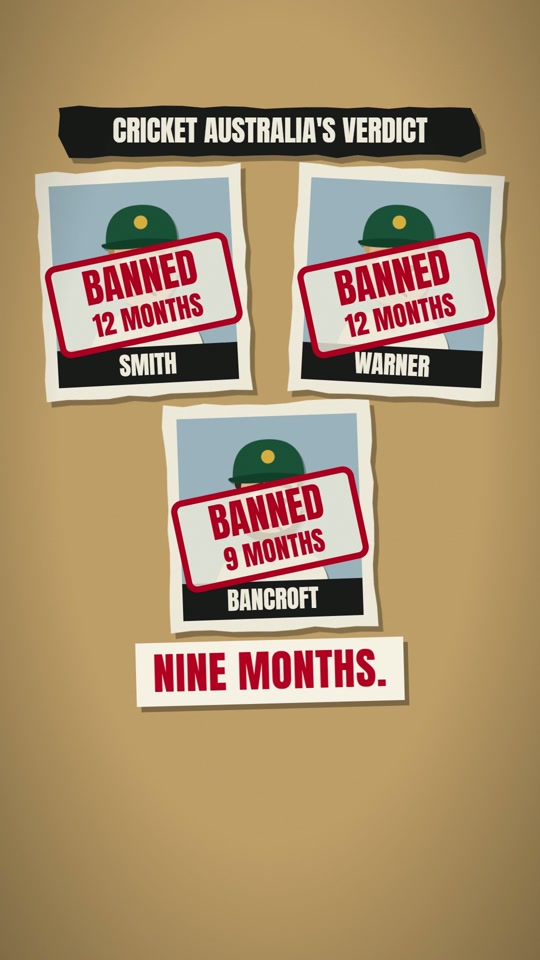 CRICKET AUSTRALIA'S VERDICT
BANNED
12 MONTHS
SMITH
BANNED
12 MONTHS
WARNER
BANNED
9 MONTHS
BANCROFT
NINE MONTHS.